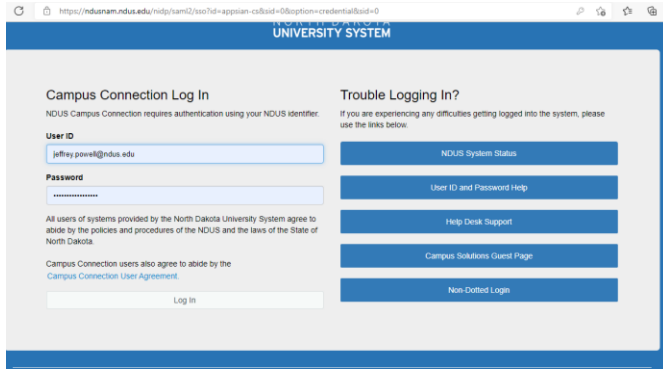 https://ndusnam.ndus.edu/nidp/saml2/sso?id=appsian-cs&sid=0&option=credential&sid=0
NORTH DAKOTA
UNIVERSITY SYSTEM
Campus Connection Log In
NDUS Campus Connection requires authentication using your NDUS identifier.
User ID
jeffrey.powell@ndus.edu
Password
••••••••••••••••••
All users of systems provided by the North Dakota University System agree to
abide by the policies and procedures of the NDUS and the laws of the State of
North Dakota.
Campus Connection users also agree to abide by the
Campus Connection User Agreement.
Log In
Trouble Logging In?
If you are experiencing any difficulties getting logged into the system, please
use the links below.
NDUS System Status
User ID and Password Help
Help Desk Support
Campus Solutions Guest Page
Non-Dotted Login